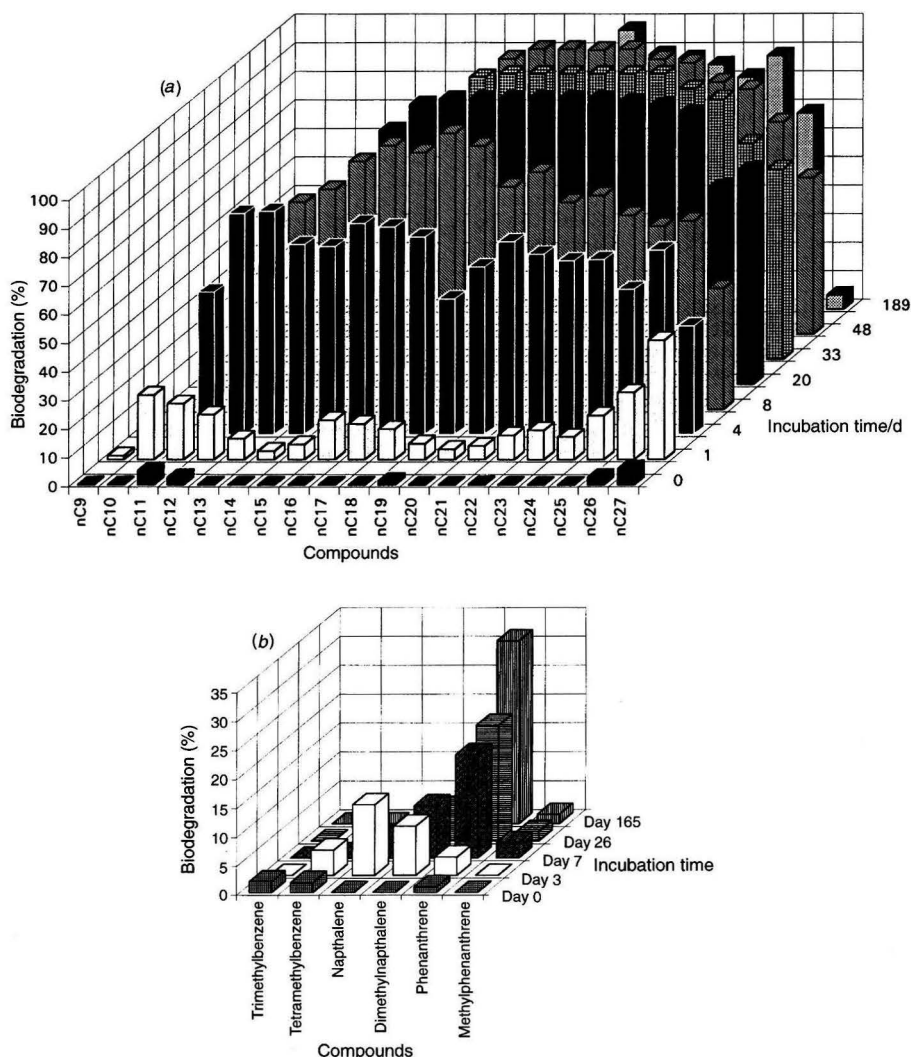 (a)
100
90
80
70
60
50
40
30
20
10
0
Biodegradation (%)
nC9
nC10
nC11
nC12
nC13
nC14
nC15
nC16
nC17
nC18
nC19
nC20
nC21
nC22
nC23
nC24
nC25
nC26
nC27
Compounds
189
48
33
20
8
4
1
0
Incubation time/d
(b)
35
30
25
20
15
10
5
0
Biodegradation (%)
Trimethylbenzene
Tetramethylbenzene
Napthalene
Dimethylnapthalene
Phenanthrene
Methylphenanthrene
Compounds
Day 165
Day 26
Day 7
Day 3
Day 0
Incubation time